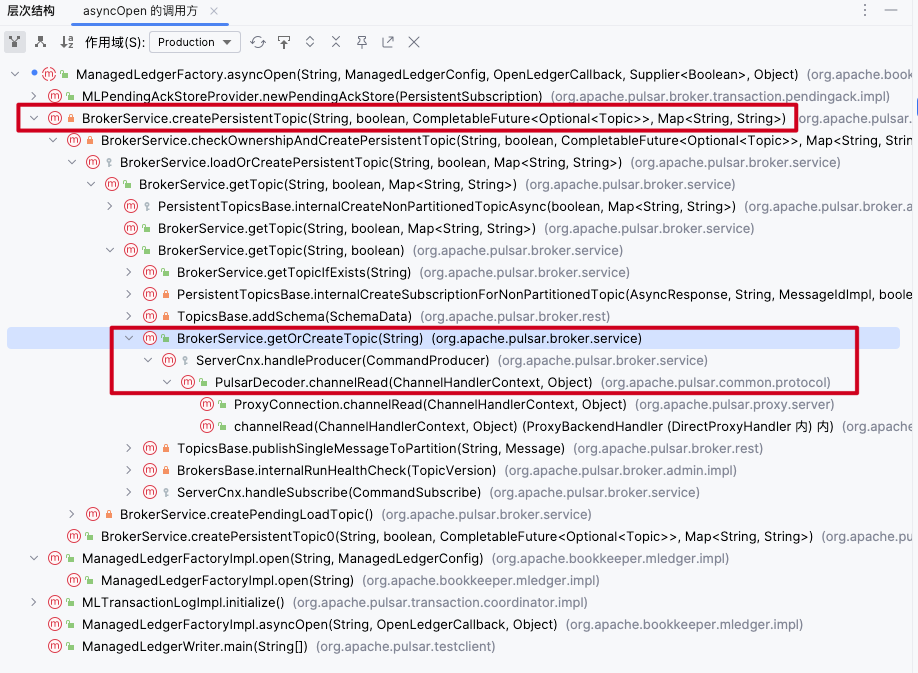 层次结构 asyncOpen 的调用方
作用域(S): Production
ManagedLedgerFactory.asyncOpen(String, ManagedLedgerConfig, OpenLedgerCallback, Supplier<Boolean>, Object) (org.apache.book
MLPendingAckStoreProvider.newPendingAckStore(PersistentSubscription) (org.apache.pulsar.broker.transaction.pendingack.impl)
BrokerService.createPersistentTopic(String, boolean, CompletableFuture<Optional<Topic>>, Map<String, String>) org.apache.pulsar.
BrokerService.checkOwnershipAndCreatePersistentTopic(String, boolean, CompletableFuture<Optional<Topic>>, Map<String, Strin
BrokerService.loadOrCreatePersistentTopic(String, boolean, Map<String, String>) (org.apache.pulsar.broker.service)
BrokerService.getTopic(String, boolean, Map<String, String>) (org.apache.pulsar.broker.service)
PersistentTopicsBase.internalCreateNonPartitionedTopicAsync(boolean, Map<String, String>) (org.apache.pulsar.broker.a
BrokerService.getTopic(String, boolean, Map<String, String>) (org.apache.pulsar.broker.service)
BrokerService.getTopic(String, boolean) (org.apache.pulsar.broker.service)
BrokerService.getTopicIfExists(String) (org.apache.pulsar.broker.service)
PersistentTopicsBase.internalCreateSubscriptionForNonPartitionedTopic(AsyncResponse, String, MessageIdImpl, boole
TopicsBase.addSchema(SchemaData) (org.apache.pulsar.broker.rest)
BrokerService.getOrCreateTopic(String) (org.apache.pulsar.broker.service)
ServerCnx.handleProducer(CommandProducer) (org.apache.pulsar.broker.service)
PulsarDecoder.channelRead(ChannelHandlerContext, Object) (org.apache.pulsar.common.protocol)
ProxyConnection.channelRead(ChannelHandlerContext, Object) (org.apache.pulsar.proxy.server)
channelRead(ChannelHandlerContext, Object) (ProxyBackendHandler (DirectProxyHandler 内) 内) (org.apache
TopicsBase.publishSingleMessageToPartition(String, Message) (org.apache.pulsar.broker.rest)
BrokersBase.internalRunHealthCheck(TopicVersion) (org.apache.pulsar.broker.admin.impl)
ServerCnx.handleSubscribe(CommandSubscribe) (org.apache.pulsar.broker.service)
BrokerService.createPendingLoadTopic() (org.apache.pulsar.broker.service)
BrokerService.createPersistentTopic0(String, boolean, CompletableFuture<Optional<Topic>>, Map<String, String>) (org.apache.pu
ManagedLedgerFactoryImpl.open(String, ManagedLedgerConfig) (org.apache.bookkeeper.mledger.impl)
ManagedLedgerFactoryImpl.open(String) (org.apache.bookkeeper.mledger.impl)
MLTransactionLogImpl.initialize() (org.apache.pulsar.transaction.coordinator.impl)
ManagedLedgerFactoryImpl.asyncOpen(String, OpenLedgerCallback, Object) (org.apache.bookkeeper.mledger.impl)
ManagedLedgerWriter.main(String[]) (org.apache.pulsar.testclient)